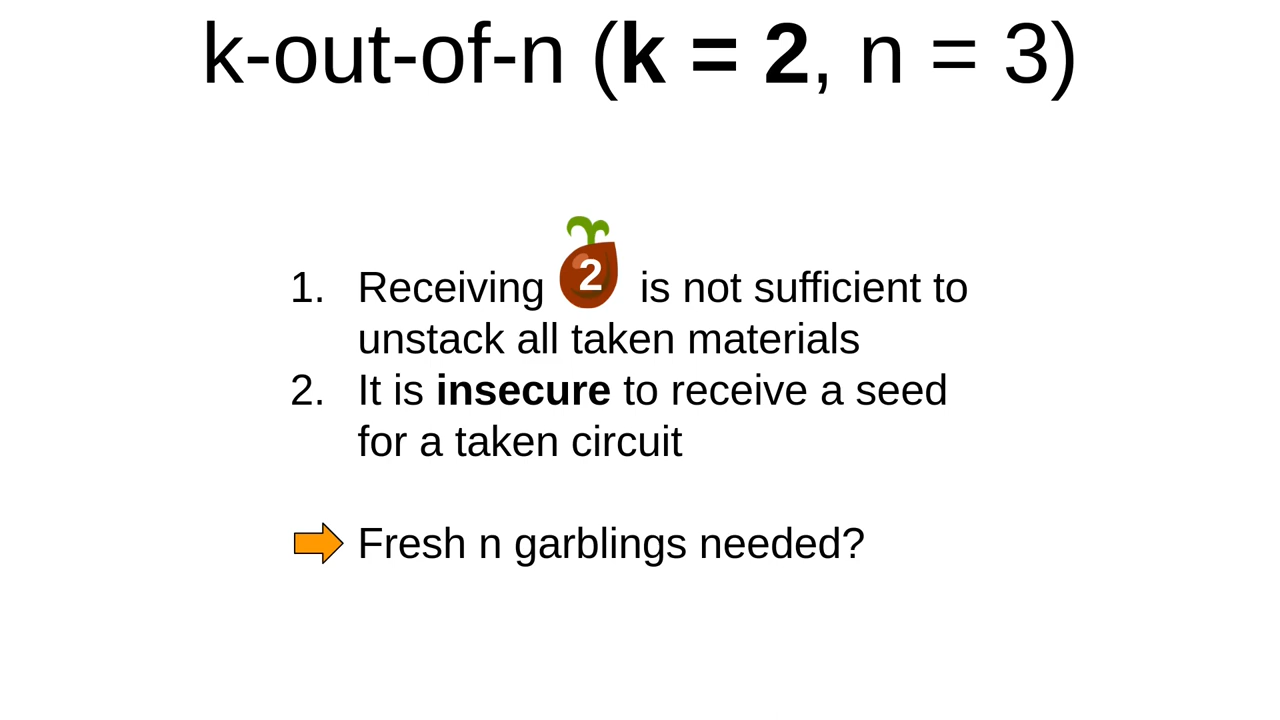 k-out-of-n (k = 2, n = 3)
1. Receiving 2 is not sufficient to
unstack all taken materials
2. It is insecure to receive a seed
for a taken circuit
Fresh n garblings needed?